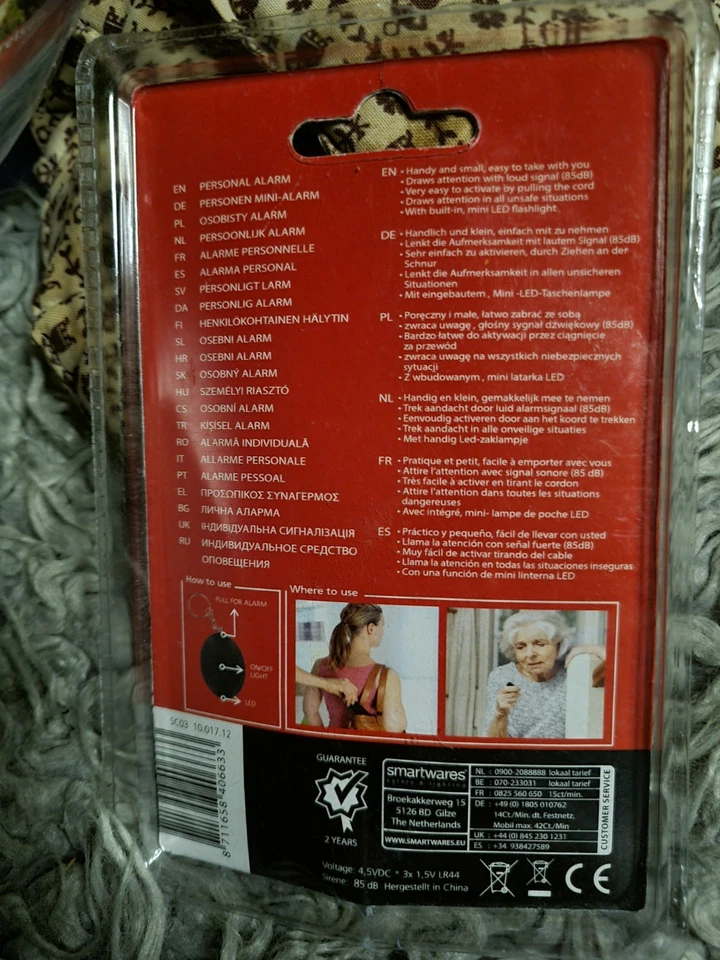 EN PERSONAL ALARM
DE PERSONEN MINI-ALARM
PL OSOBISTY ALARM
NL PERSOONLIJK ALARM
FR ALARME PERSONNELLE
ES ALARMA PERSONAL
SV PERSONLIGT LARM
DA PERSONLIG ALARM
FI HENKILÖKOHTAINEN HÄLYTIN
SL OSEBNI ALARM
HR OSEBNI ALARM
SK OSOBNÝ ALARM
HU SZEMÉLYI RIASZTÓ
CS OSOBNÍ ALARM
TR KIŞISEL ALARM
RO ALARMĂ INDIVIDUALĂ
IT ALLARME PERSONALE
PT ALARME PESSOAL
EL ΠΡΟΣΩΠΙΚΟΣ ΣΥΝΑΓΕΡΜΟΣ
BG ЛИЧНА АЛАРМА
UK ІНДИВІДУАЛЬНА СИГНАЛІЗАЦІЯ
RU ИНДИВИДУАЛЬНОЕ СРЕДСТВО
ОПОВЕЩЕНИЯ
EN • Handy and small, easy to take with you
• Draws attention with loud signal (85dB)
• Very easy to activate by pulling the cord
• Draws attention in all unsafe situations
• With built-in, mini LED flashlight
DE • Handlich und klein, einfach mit zu nehmen
• Lenkt die Aufmerksamkeit mit lautem Signal (85dB)
• Sehr einfach zu aktivieren, durch Ziehen an der
Schnur
• Lenkt die Aufmerksamkeit in allen unsicheren
Situationen
• Mit eingebautem , Mini -LED-Taschenlampe
PL • Poręczny i małe, łatwo zabrać ze sobą
• zwraca uwagę , głośny sygnał dźwiękowy (85dB)
• Bardzo łatwe do aktywacji przez ciągnięcie
za przewód
• zwraca uwagę na wszystkich niebezpiecznych
sytuacji
• Z wbudowanym , mini latarka LED
NL • Handig en klein, gemakkelijk mee te nemen
• Trek aandacht door luid alarmsignaal (85dB)
• Eenvoudig activeren door aan het koord te trekken
• Trek aandacht in alle onveilige situaties
• Met handig Led-zaklampje
FR • Pratique et petit, facile à emporter avec vous
• Attire l'attention avec signal sonore (85 dB)
• Très facile à activer en tirant le cordon
• Attire l'attention dans toutes les situations
dangereuses
• Avec intégré, mini- lampe de poche LED
ES • Práctico y pequeño, fácil de llevar con usted
• Llama la atención con señal fuerte (85dB)
• Muy fácil de activar tirando del cable
• Llama la atención en todas las situaciones inseguras
• Con una función de mini linterna LED
How to use
PULL FOR ALARM
ON/OFF
LIGHT
LED
Where to use
SC03 10.017.12
8 711658 406633
GUARANTEE
2 YEARS
smartwares
safety & lighting
Broekakkerweg 15
5126 BD Gilze
The Netherlands
WWW.SMARTWARES.EU
NL : 0900-2088888 lokaal tarief
BE : 070-233031 lokaal tarief
FR : 0825 560 650 15ct/min.
DE : +49 (0) 1805 010762
14Ct./Min. dt. Festnetz,
Mobil max. 42Ct./Min
UK : +44 (0) 845 230 1231
ES : +34 938427589
CUSTOMER SERVICE
Voltage: 4,5VDC * 3x 1,5V LR44
Sirene: 85 dB Hergestellt in China
CE